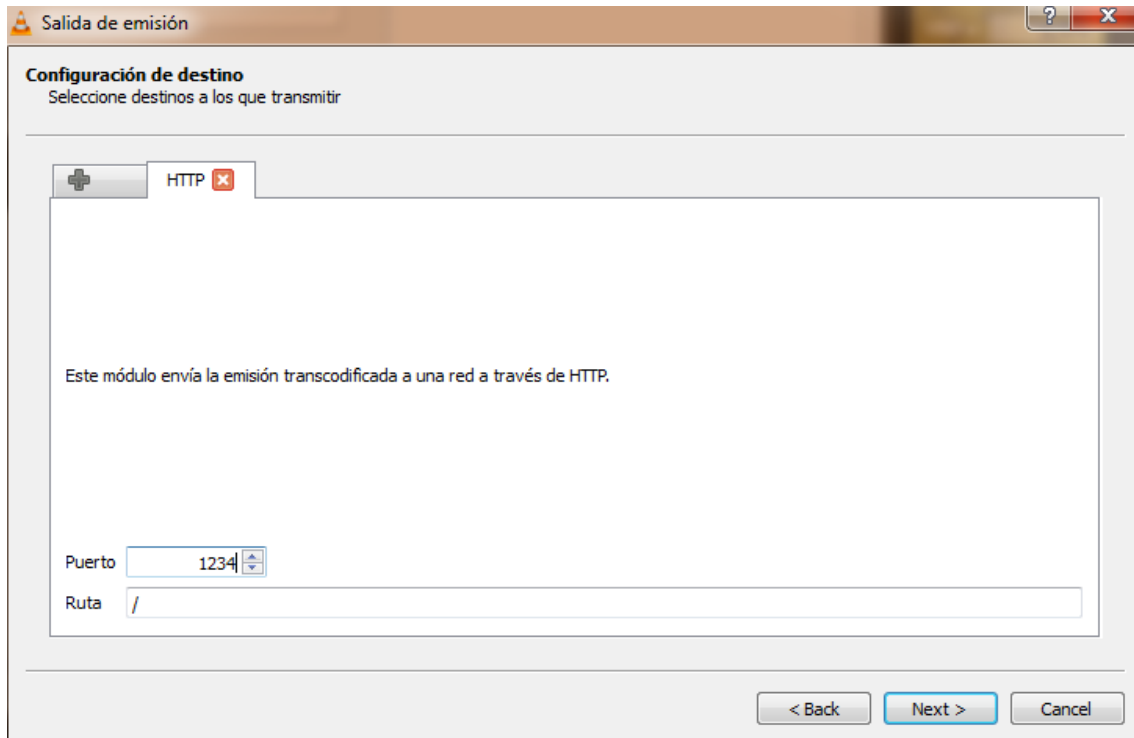 Salida de emisión
Configuración de destino
Seleccione destinos a los que transmitir
HTTP
Este módulo envía la emisión transcodificada a una red a través de HTTP.
Puerto 1234
Ruta /
< Back Next > Cancel